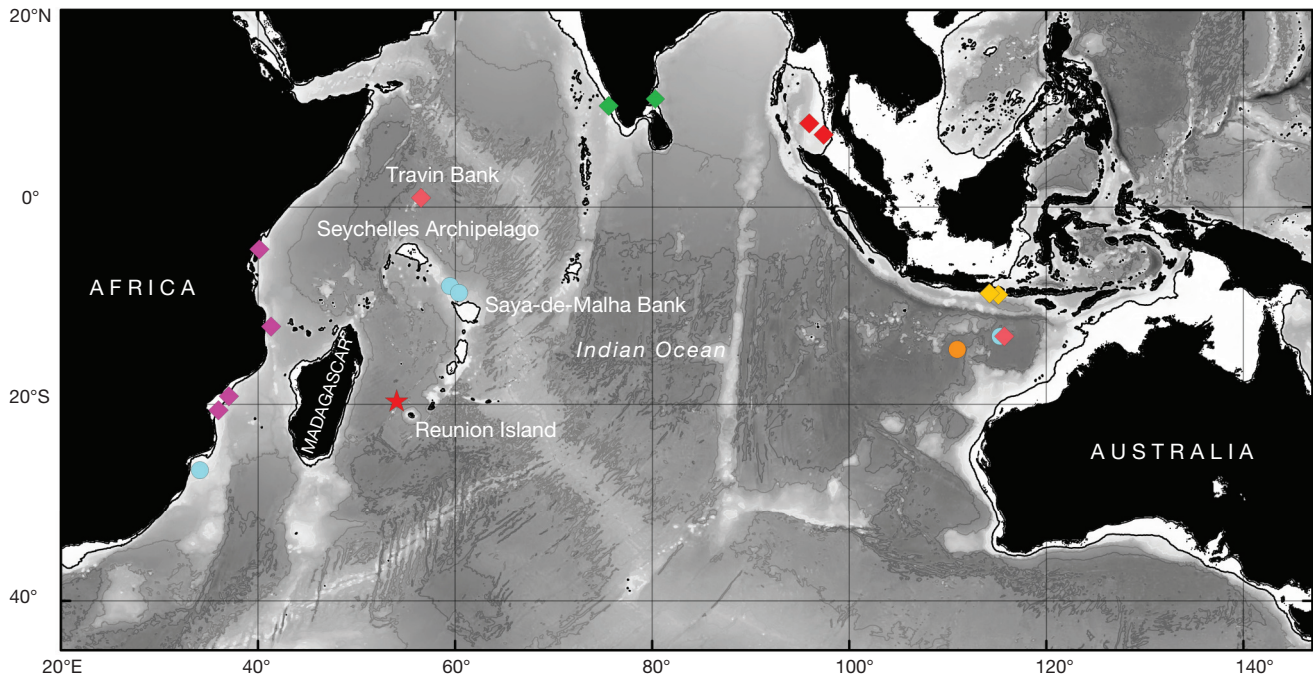 20°N
Travin Bank
0°
Seychelles Archipelago
AFRICA
Saya-de-Malha Bank
Indian Ocean
MADAGASCAR
20°S
Reunion Island
AUSTRALIA
40°
20°E 40° 60° 80° 100° 120° 140°